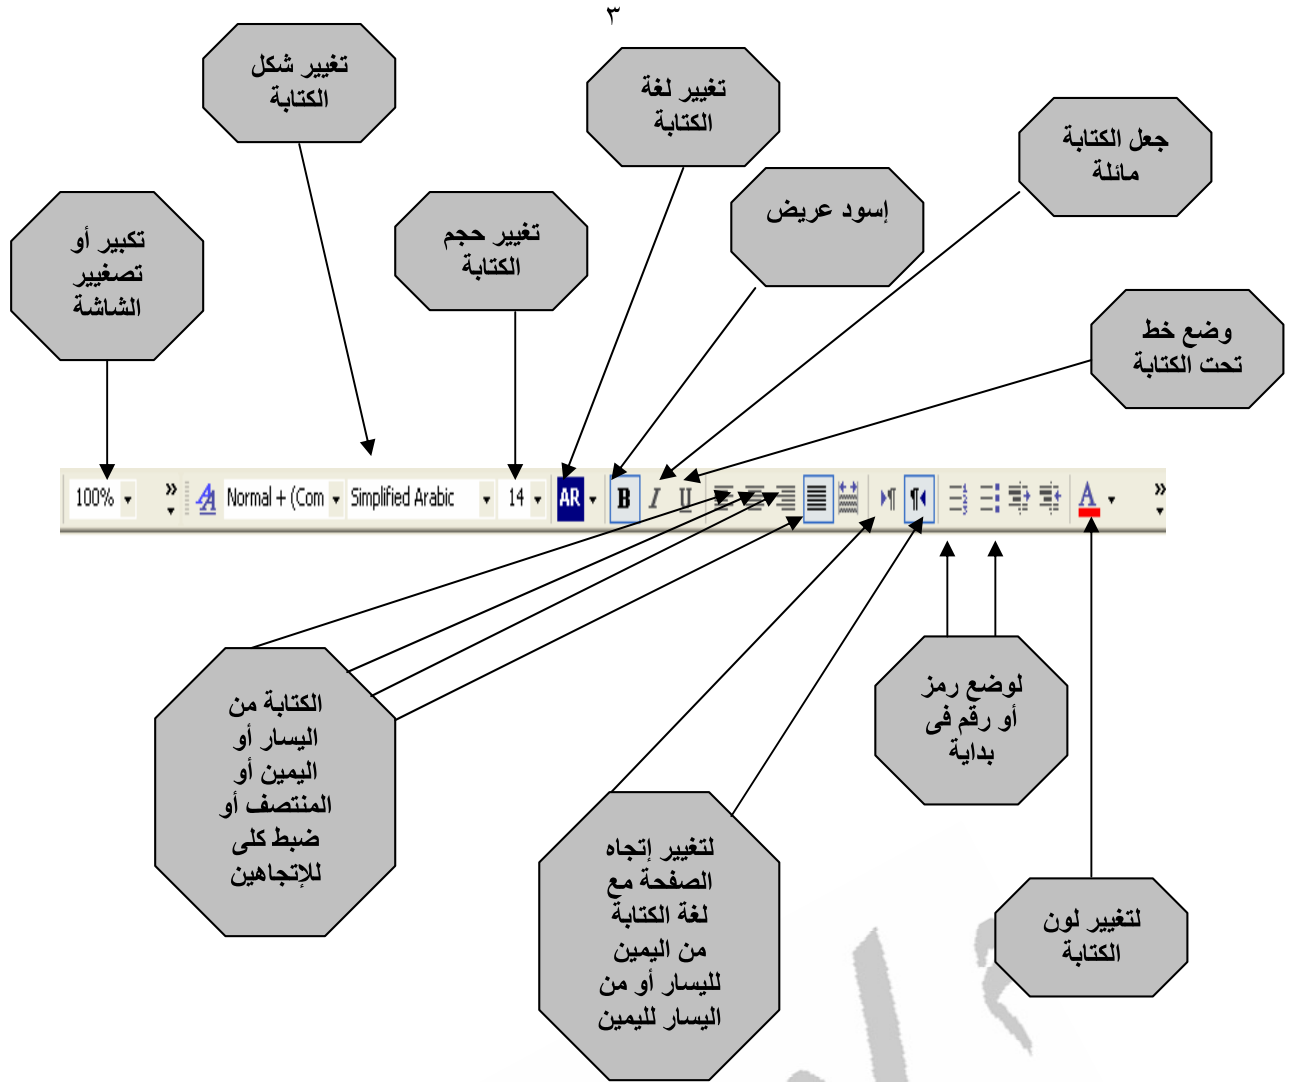 ٣
تغيير شكل
الكتابة
تغيير لغة
الكتابة
جعل الكتابة
مائلة
إسود عريض
تغيير حجم
الكتابة
تكبير أو
تصغيير
الشاشة
وضع خط
تحت الكتابة
100% » A Normal + (Com Simplified Arabic 14 AR B I U A »
لوضع رمز
أو رقم فى
بداية
الكتابة من
اليسار أو
اليمين أو
المنتصف أو
ضبط كلى
للإتجاهين
لتغيير إتجاه
الصفحة مع
لغة الكتابة
من اليمين
لليسار أو من
اليسار لليمين
لتغيير لون
الكتابة